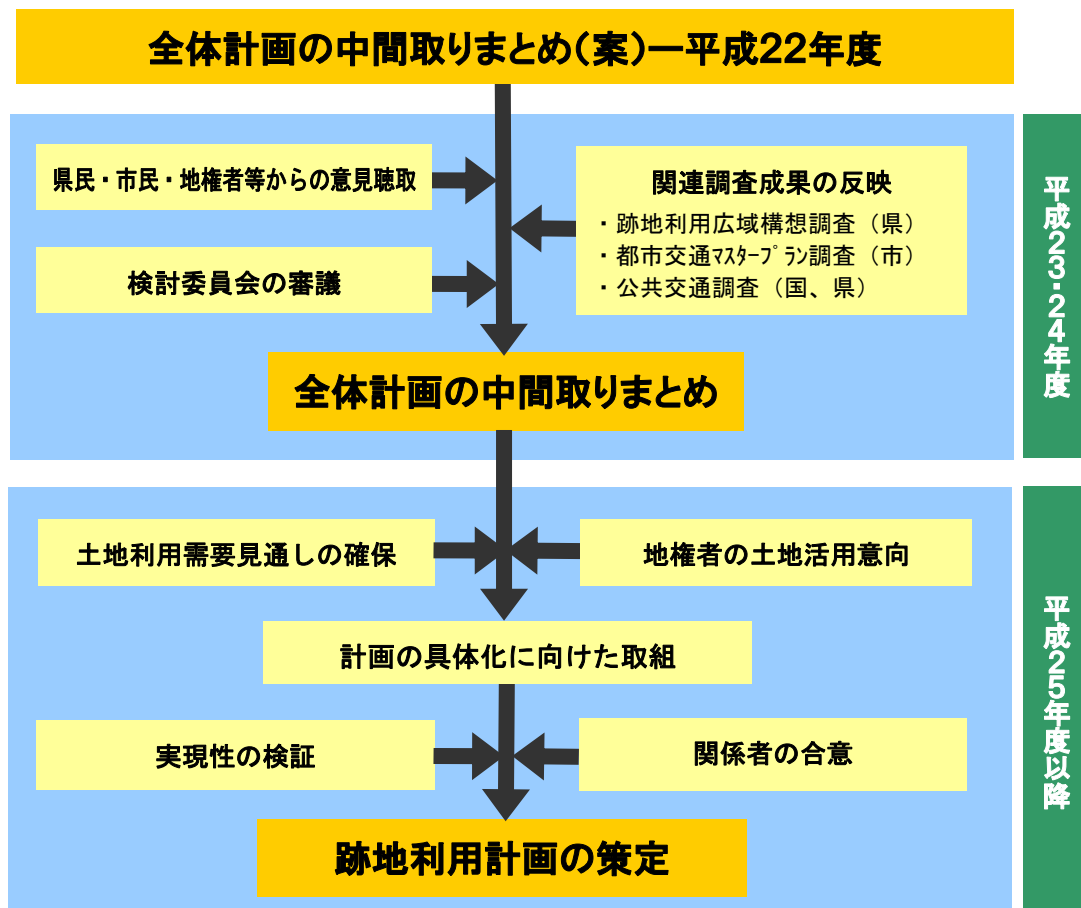 全体計画の中間取りまとめ（案）ー平成22年度
平成23・24年度
県民・市民・地権者等からの意見聴取
検討委員会の審議
関連調査成果の反映
・跡地利用広域構想調査（県）
・都市交通ﾏｽﾀｰﾌﾟﾗﾝ調査（市）
・公共交通調査（国、県）
全体計画の中間取りまとめ
平成25年度以降
土地利用需要見通しの確保
地権者の土地活用意向
計画の具体化に向けた取組
実現性の検証
関係者の合意
跡地利用計画の策定